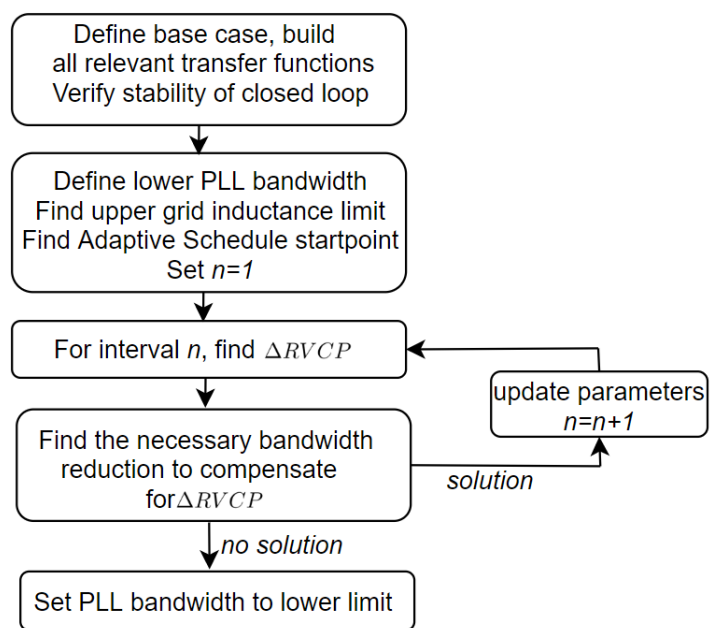 Define base case, build
all relevant transfer functions
Verify stability of closed loop
Define lower PLL bandwidth
Find upper grid inductance limit
Find Adaptive Schedule startpoint
Set n=1
For interval n, find ΔRVCP
update parameters
n=n+1
Find the necessary bandwidth
reduction to compensate
forΔRVCP
solution
no solution
Set PLL bandwidth to lower limit